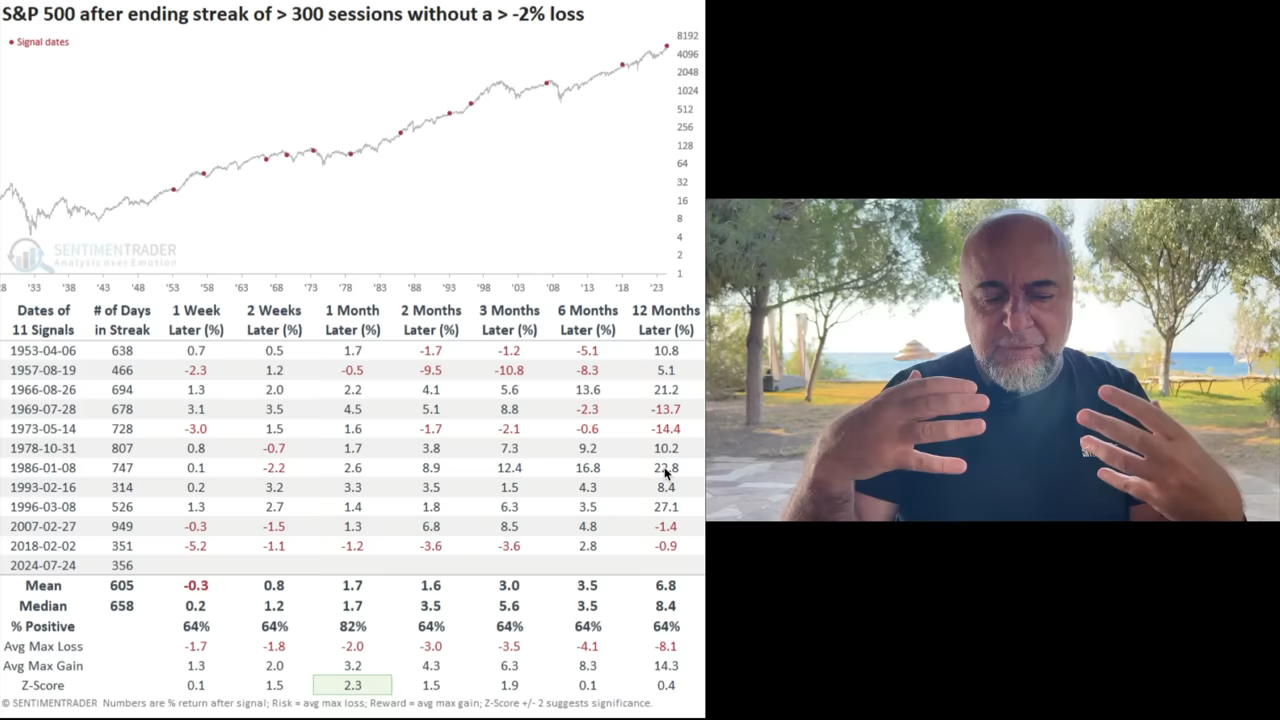 S&P 500 after ending streak of > 300 sessions without a > -2% loss
• Signal dates
8192
4096
2048
1024
512
256
128
64
32
16
8
4
2
1
SENTIMENTRADER
Analysis over Emotion
28 '33 '38 '43 '48 '53 '58 '63 '68 '73 '78 '83 '88 '93 '98 '03 '08 '13 '18 '23
Dates of # of Days 1 Week 2 Weeks 1 Month 2 Months 3 Months 6 Months 12 Months
11 Signals in Streak Later (%) Later (%) Later (%) Later (%) Later (%) Later (%) Later (%)
1953-04-06 638 0.7 0.5 1.7 -1.7 -1.2 -5.1 10.8
1957-08-19 466 -2.3 1.2 -0.5 -9.5 -10.8 -8.3 5.1
1966-08-26 694 1.3 2.0 2.2 4.1 5.6 13.6 21.2
1969-07-28 678 3.1 3.5 4.5 5.1 8.8 -2.3 -13.7
1973-05-14 728 -3.0 1.5 1.6 -1.7 -2.1 -0.6 -14.4
1978-10-31 807 0.8 -0.7 1.7 3.8 7.3 9.2 10.2
1986-01-08 747 0.1 -2.2 2.6 8.9 12.4 16.8 22.8
1993-02-16 314 0.2 3.2 3.3 3.5 1.5 4.3 8.4
1996-03-08 526 1.3 2.7 1.4 1.8 6.3 3.5 27.1
2007-02-27 949 -0.3 -1.5 1.3 6.8 8.5 4.8 -1.4
2018-02-02 351 -5.2 -1.1 -1.2 -3.6 -3.6 2.8 -0.9
2024-07-24 356
Mean 605 -0.3 0.8 1.7 1.6 3.0 3.5 6.8
Median 658 0.2 1.2 1.7 3.5 5.6 3.5 8.4
% Positive 64% 64% 82% 64% 64% 64% 64%
Avg Max Loss -1.7 -1.8 -2.0 -3.0 -3.5 -4.1 -8.1
Avg Max Gain 1.3 2.0 3.2 4.3 6.3 8.3 14.3
Z-Score 0.1 1.5 2.3 1.5 1.9 0.1 0.4
© SENTIMENTRADER Numbers are % return after signal; Risk = avg max loss; Reward = avg max gain; Z-Score +/- 2 suggests significance.